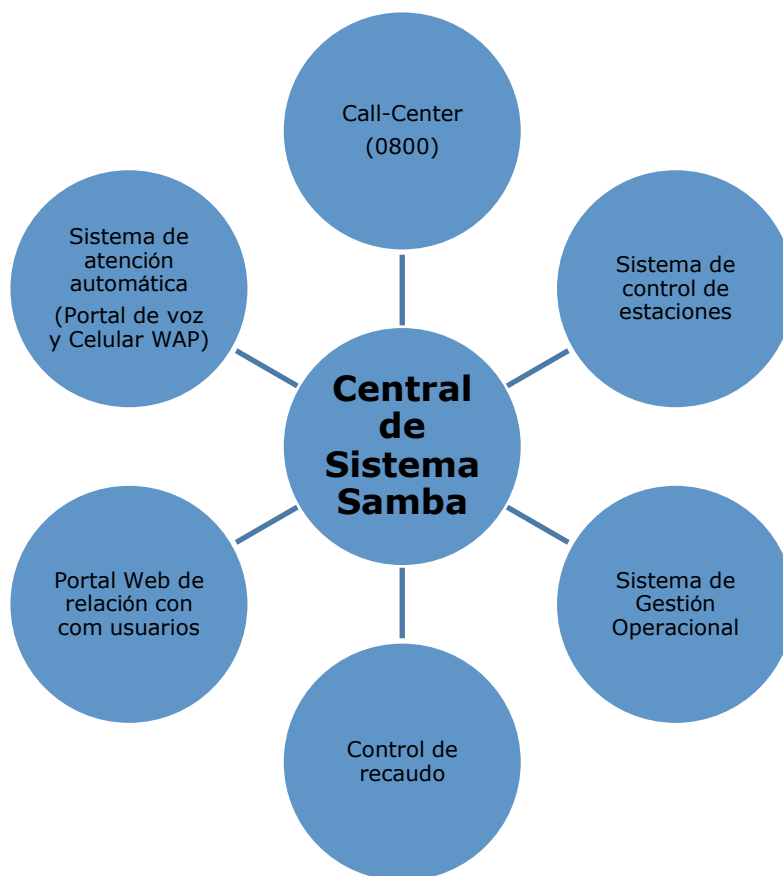 Call-Center
(0800)
Sistema de
atención
automática
(Portal de voz
y Celular WAP)
Sistema de
control de
estaciones
Central
de
Sistema
Samba
Portal Web de
relación con
com usuarios
Sistema de
Gestión
Operacional
Control de
recaudo